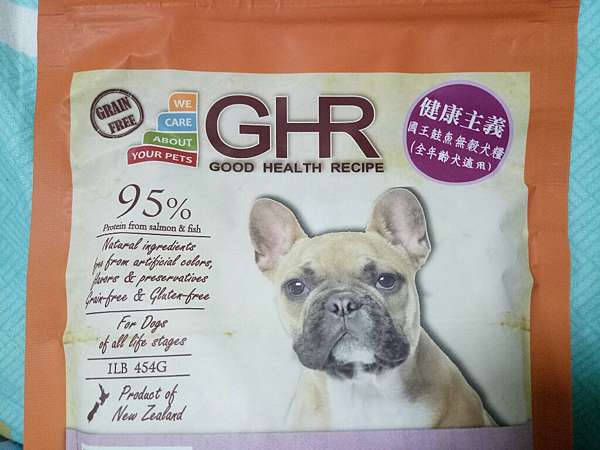 GRAIN
FREE
WE
CARE
ABOUT
YOUR PETS
GHR
GOOD HEALTH RECIPE
健康主義
國王鮭魚無穀犬糧
(全年齡犬適用)
95%
Protein from salmon & fish
Natural ingredients
free from artificial colors,
flavors & preservatives
Grain-free & Gluten-free
For Dogs
of all life stages
1LB 454G
Product of
New Zealand